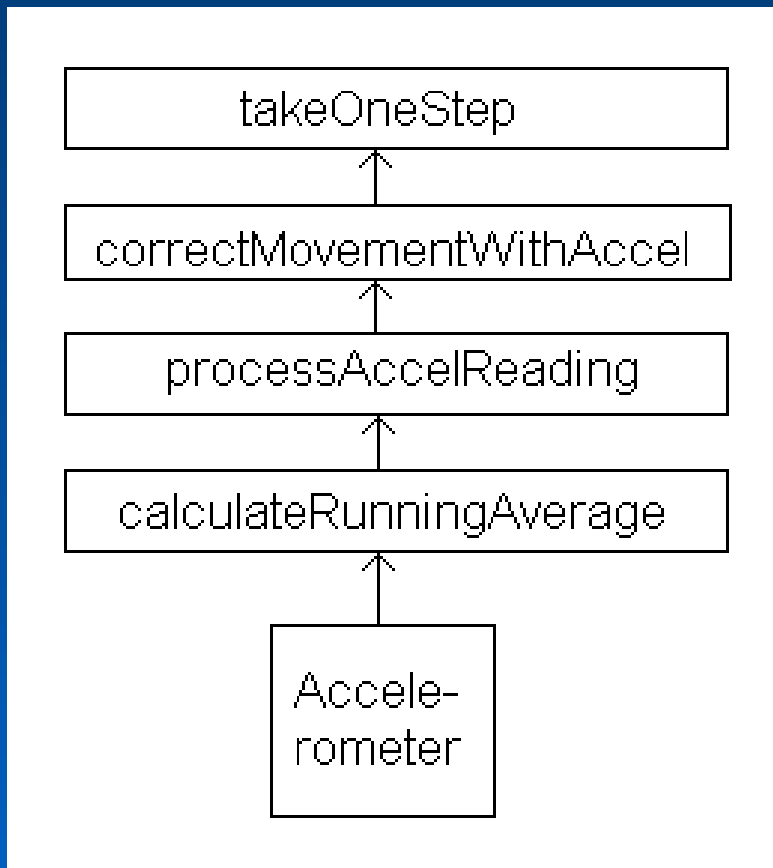 takeOneStep
correctMovementWithAccel
processAccelReading
calculateRunningAverage
Accele-
rometer